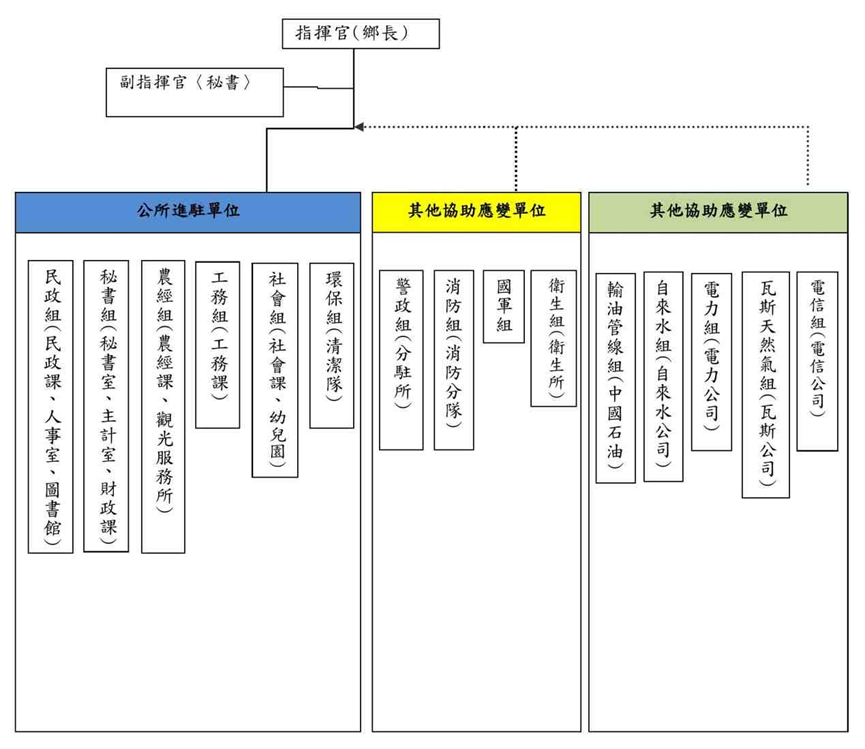 指揮官(鄉長)
副指揮官〈秘書〉
公所進駐單位
民政組(民政課、人事室、圖書館)
秘書組(秘書室、主計室、財政課)
農經組(農經課、觀光服務所)
工務組(工務課)
社會組(社會課、幼兒園)
環保組(清潔隊)
其他協助應變單位
警政組(分駐所)
消防組(消防分隊)
國軍組
衛生組(衛生所)
其他協助應變單位
輸油管線組(中國石油)
自來水組(自來水公司)
電力組(電力公司)
瓦斯天然氣組(瓦斯公司)
電信組(電信公司)